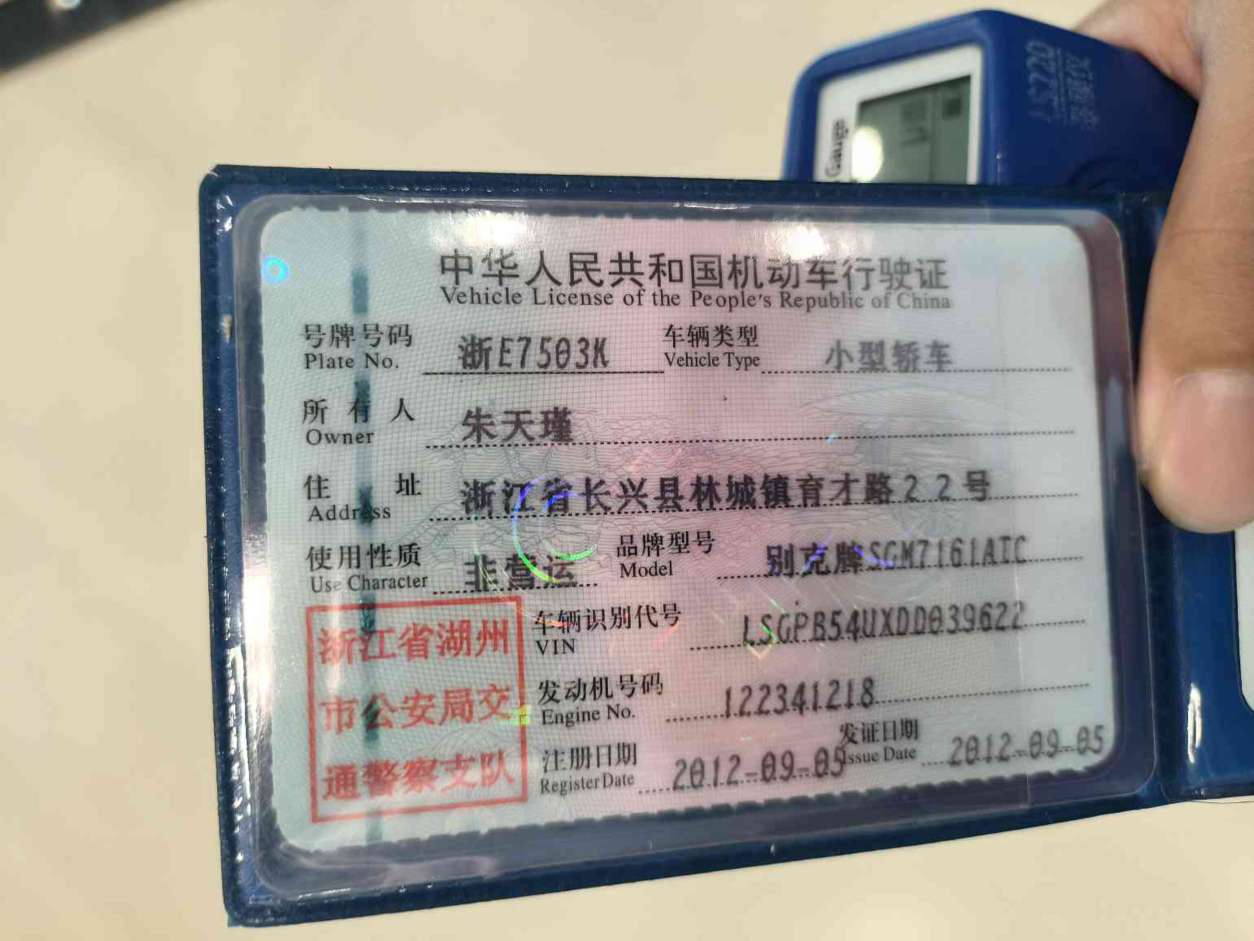 中华人民共和国机动车行驶证
Vehicle License of the People's Republic of China
号牌号码 浙E7503K 车辆类型 小型轿车
Plate No. Vehicle Type
所有人 朱天瑾
Owner
住址 浙江省长兴县林城镇育才路22号
Address
使用性质 非营运 品牌型号 别克牌SGM7161ATC
Use Character Model
浙江省湖州
市公安局交
通警察支队
车辆识别代号 LSGPB54UXDD039622
VIN
发动机号码 122341218
Engine No.
注册日期 2012-09-05 发证日期 2012-09-05
Register Date Issue Date
LS220